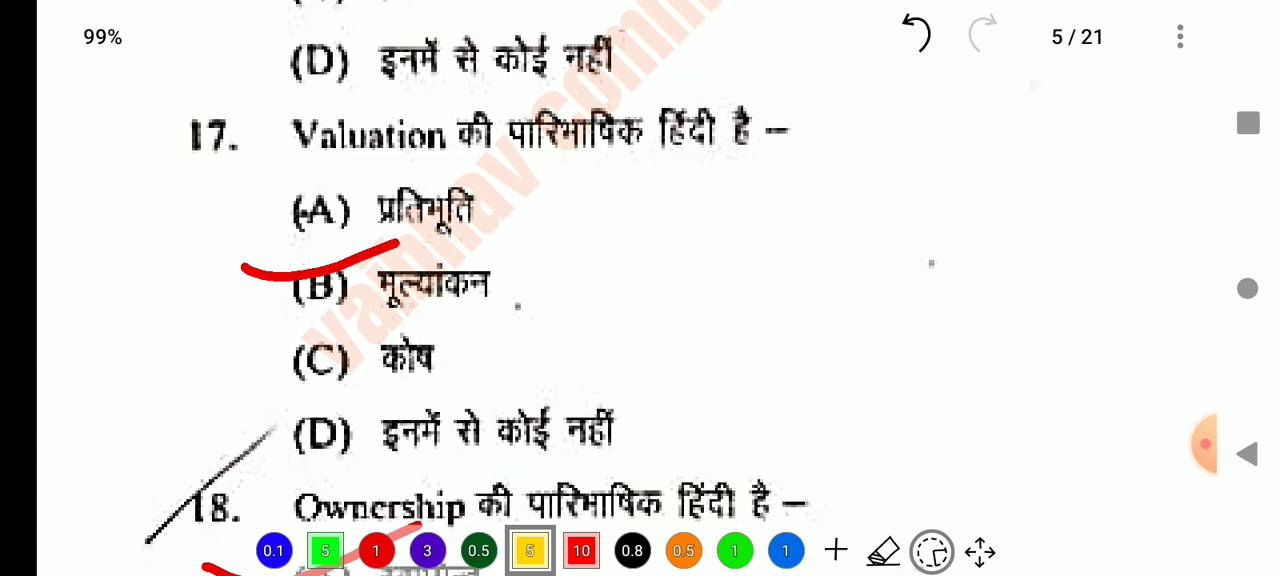 99%
5 / 21
(D) इनमें से कोई नहीं
17. Valuation की पारिभाषिक हिंदी है –
(A) प्रतिभूति
(B) मूल्यांकन
(C) कोष
(D) इनमें से कोई नहीं
18. Ownership की पारिभाषिक हिंदी है –
vaibhav
0.1 5 1 3 0.5 5 10 0.8 0.5 1 1